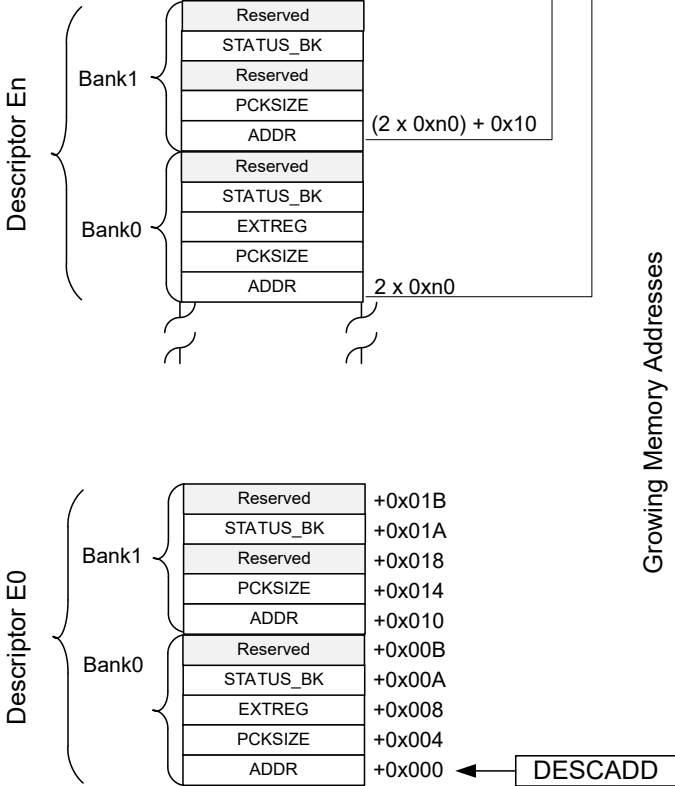 Descriptor En
Bank1
Reserved
STATUS_BK
Reserved
PCKSIZE
ADDR
(2 x 0xn0) + 0x10
Bank0
Reserved
STATUS_BK
EXTREG
PCKSIZE
ADDR
2 x 0xn0
Growing Memory Addresses
Descriptor E0
Bank1
Reserved +0x01B
STATUS_BK +0x01A
Reserved +0x018
PCKSIZE +0x014
ADDR +0x010
Bank0
Reserved +0x00B
STATUS_BK +0x00A
EXTREG +0x008
PCKSIZE +0x004
ADDR +0x000
DESCADD